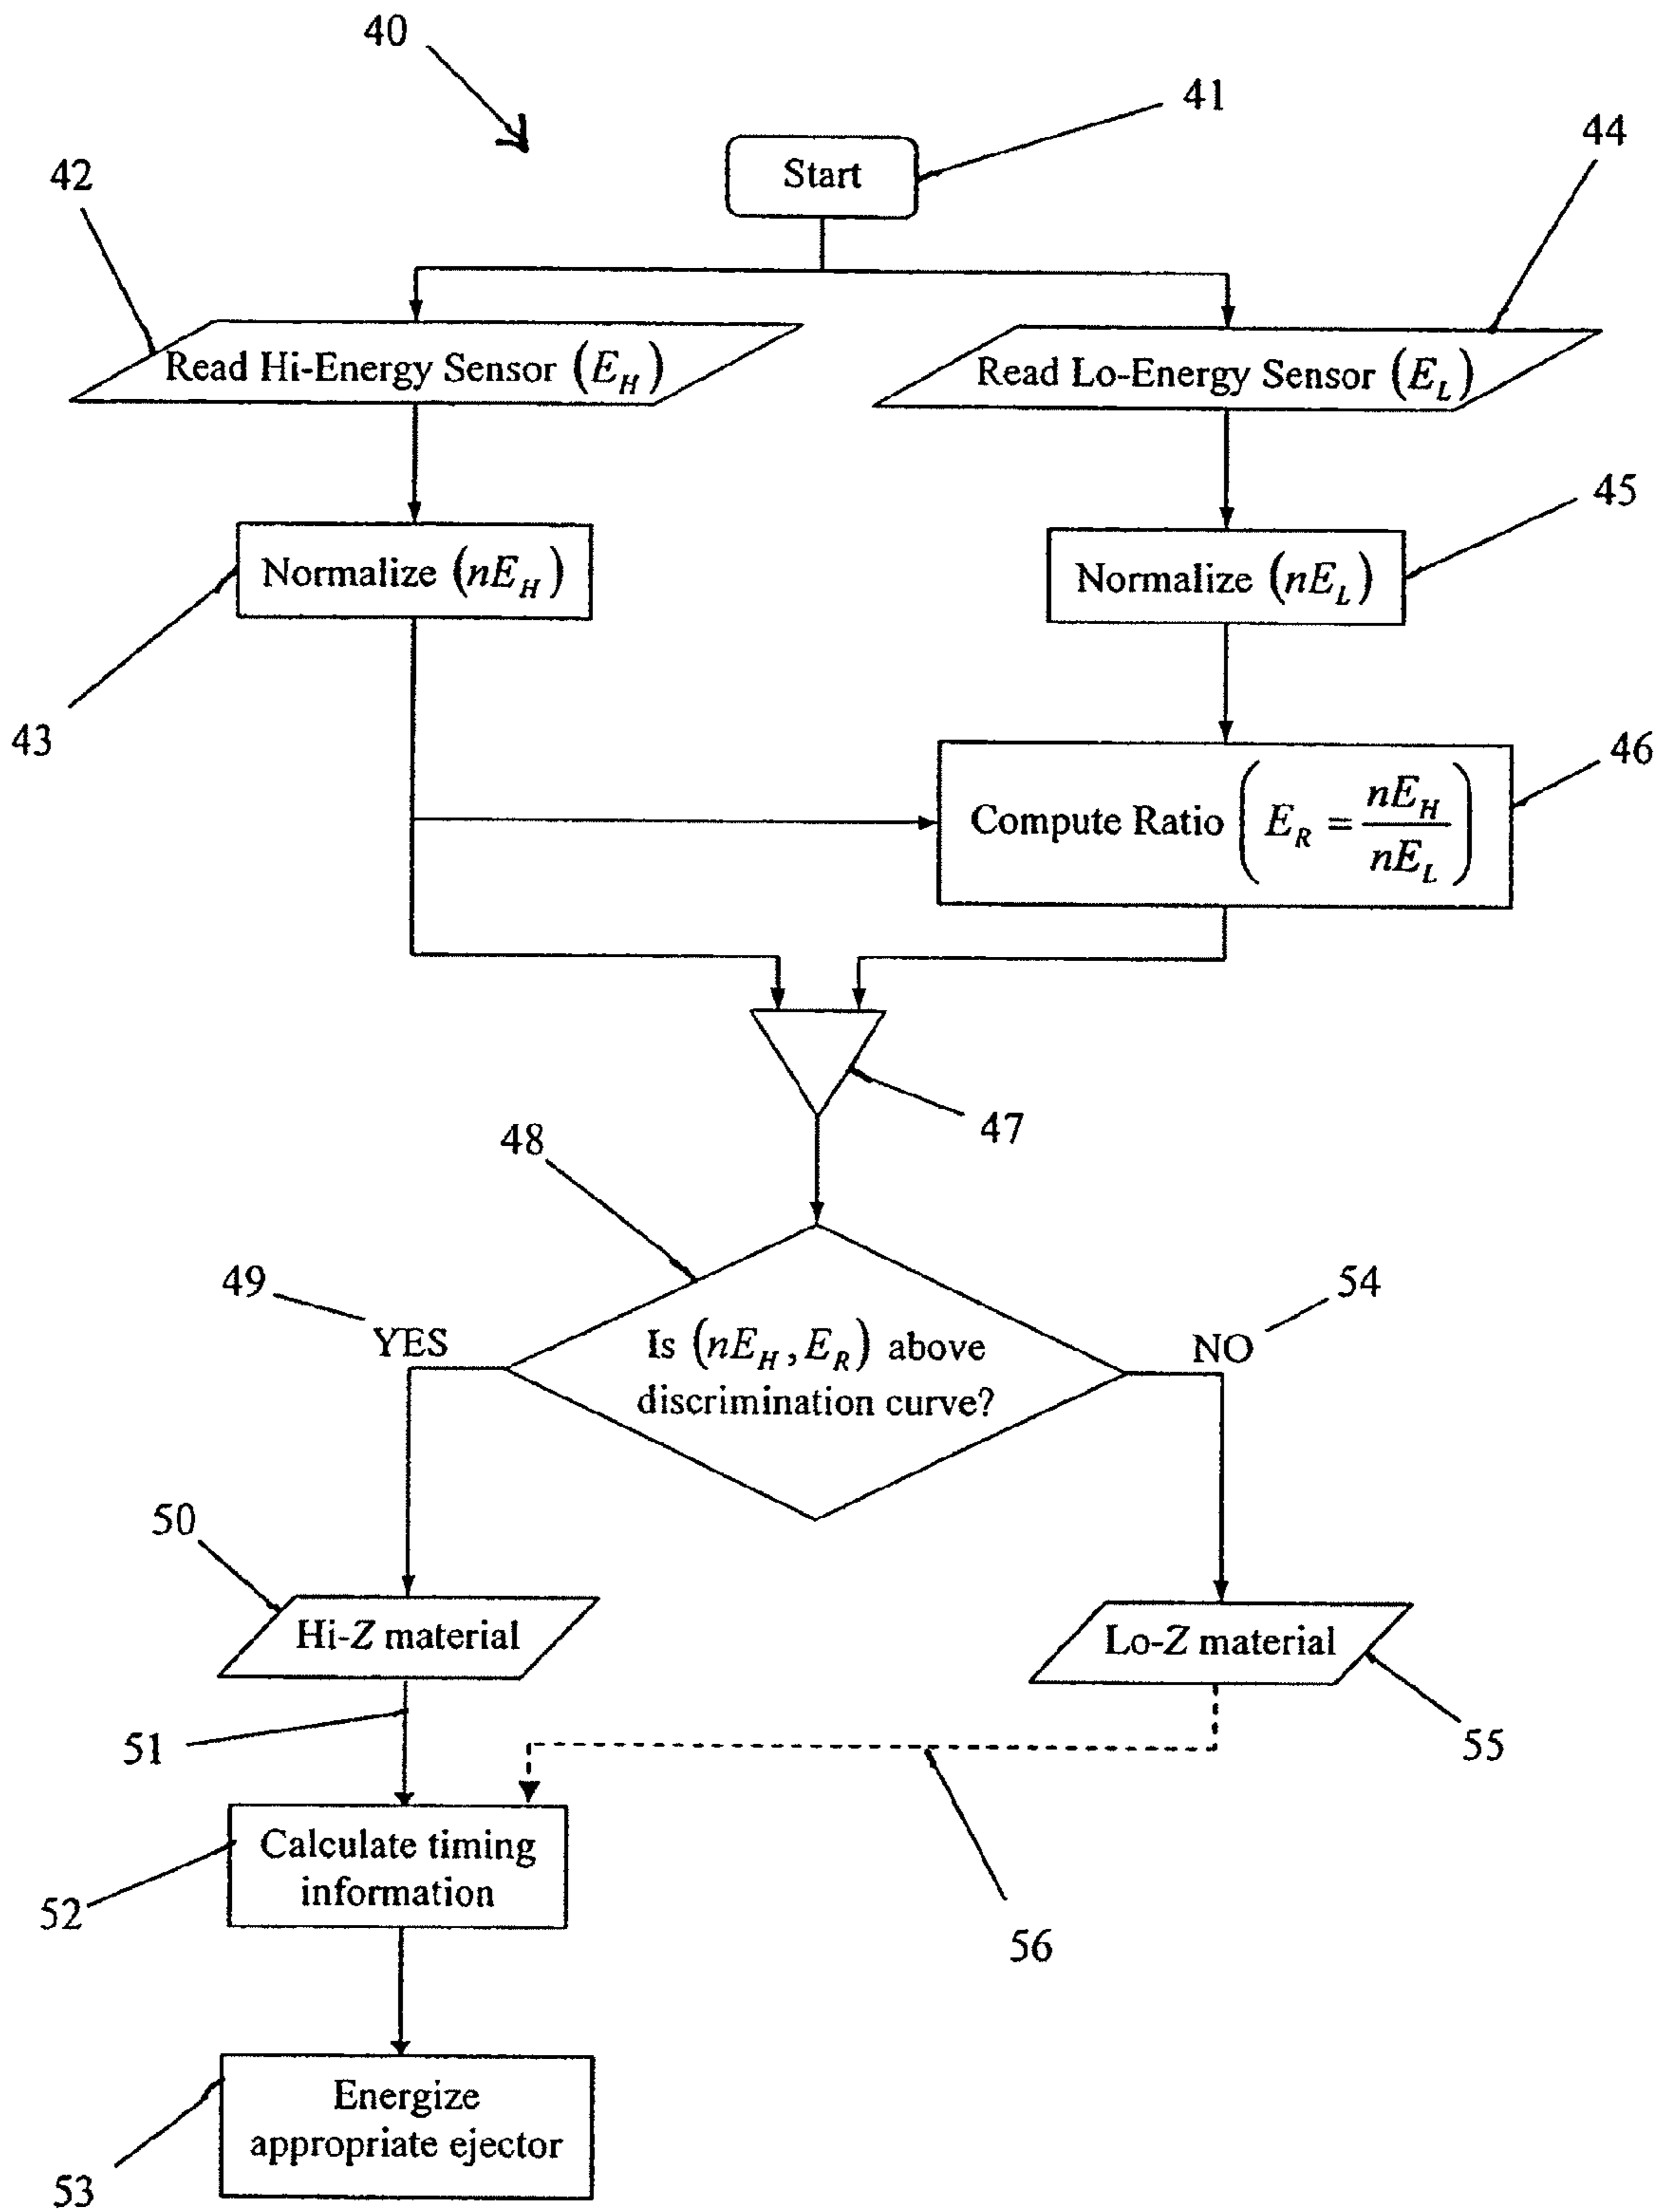 40
41
Start
44
42
Read Hi-Energy Sensor (E_H)
Read Lo-Energy Sensor (E_L)
45
Normalize (nE_H)
Normalize (nE_L)
43
46
Compute Ratio (E_R = nE_H / nE_L)
47
48
49
54
YES
NO
Is (nE_H, E_R) above
discrimination curve?
50
Hi-Z material
Lo-Z material
51
55
Calculate timing
information
52
56
Energize
appropriate ejector
53